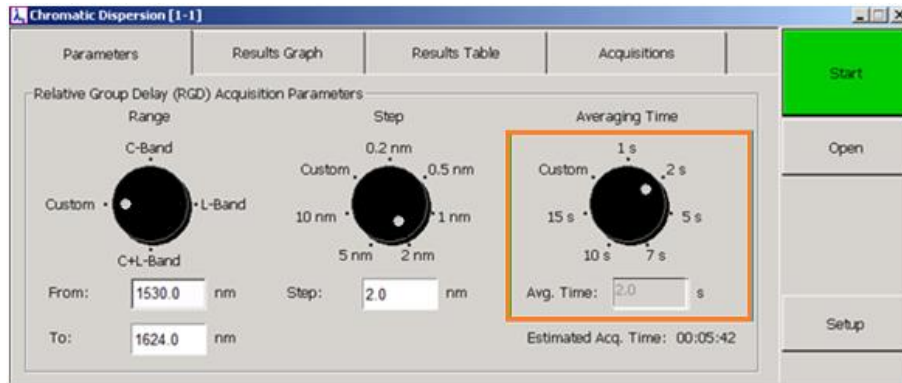 Chromatic Dispersion [1-1]
Parameters Results Graph Results Table Acquisitions
Start
Open
Setup
Relative Group Delay (RGD) Acquisition Parameters
Range
C-Band
Custom
L-Band
C+L-Band
From: 1530.0 nm
To: 1624.0 nm
Step
0.2 nm
Custom
0.5 nm
10 nm
1 nm
5 nm
2 nm
Step: 2.0 nm
Averaging Time
1 s
Custom
2 s
15 s
5 s
10 s
7 s
Avg. Time: 2.0 s
Estimated Acq. Time: 00:05:42